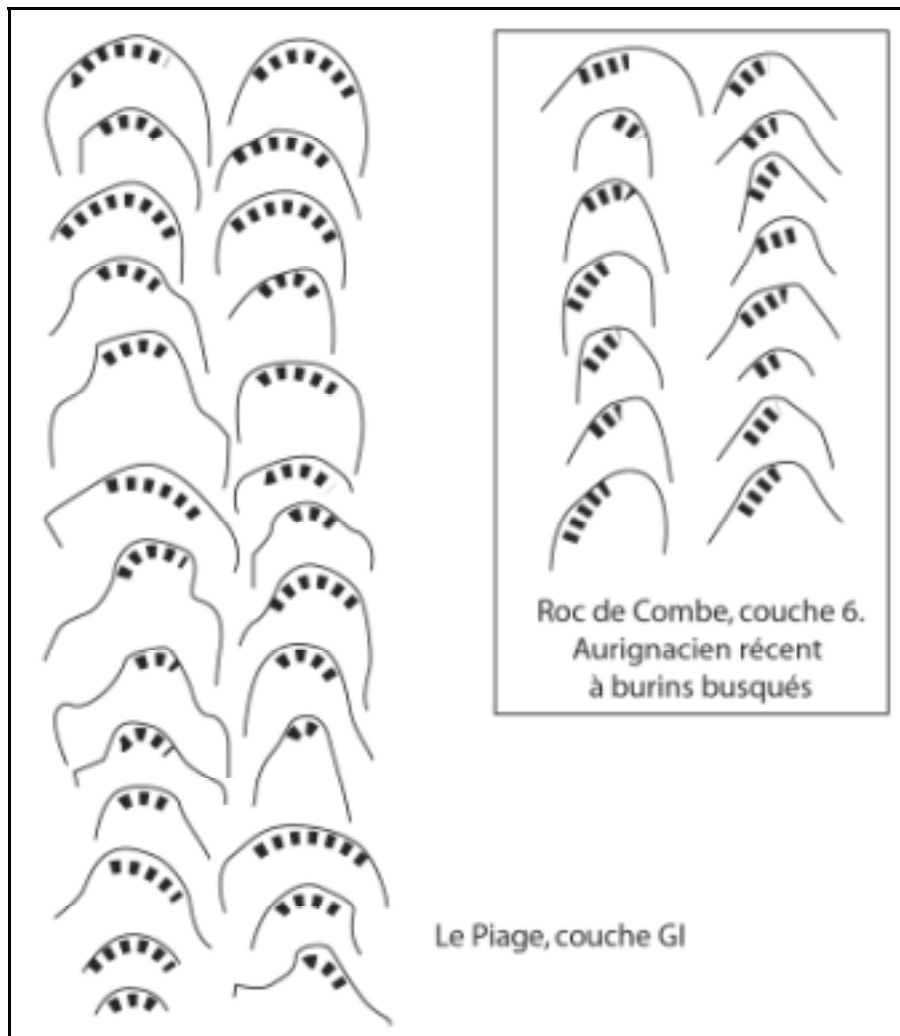 Roc de Combe, couche 6.
Aurignacien récent
à burins busqués
Le Piage, couche GI